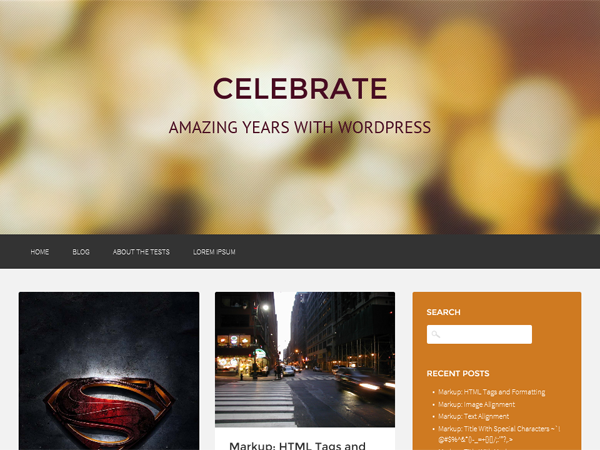 CELEBRATE
AMAZING YEARS WITH WORDPRESS
HOME
BLOG
ABOUT THE TESTS
LOREM IPSUM
Markup: HTML Tags and
SEARCH
RECENT POSTS
Markup: HTML Tags and Formatting
Markup: Image Alignment
Markup: Text Alignment
Markup: Title With Special Characters